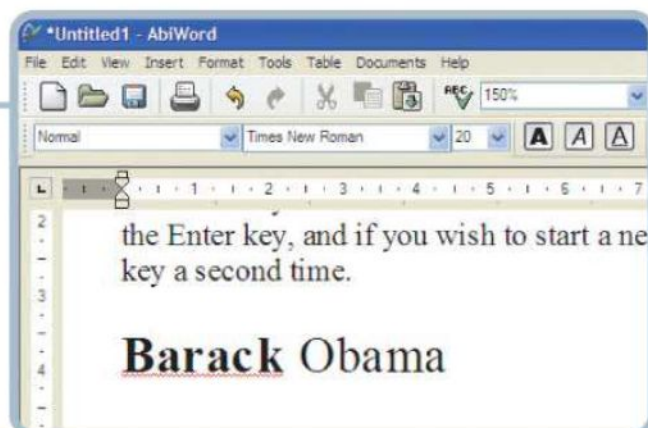 *Untitled1 - AbiWord
File Edit View Insert Format Tools Table Documents Help
ABC 150%
Normal Times New Roman 20 A A A
L 1 2 3 4 5 6 7
2
the Enter key, and if you wish to start a ne
key a second time.
3
Barack Obama
4